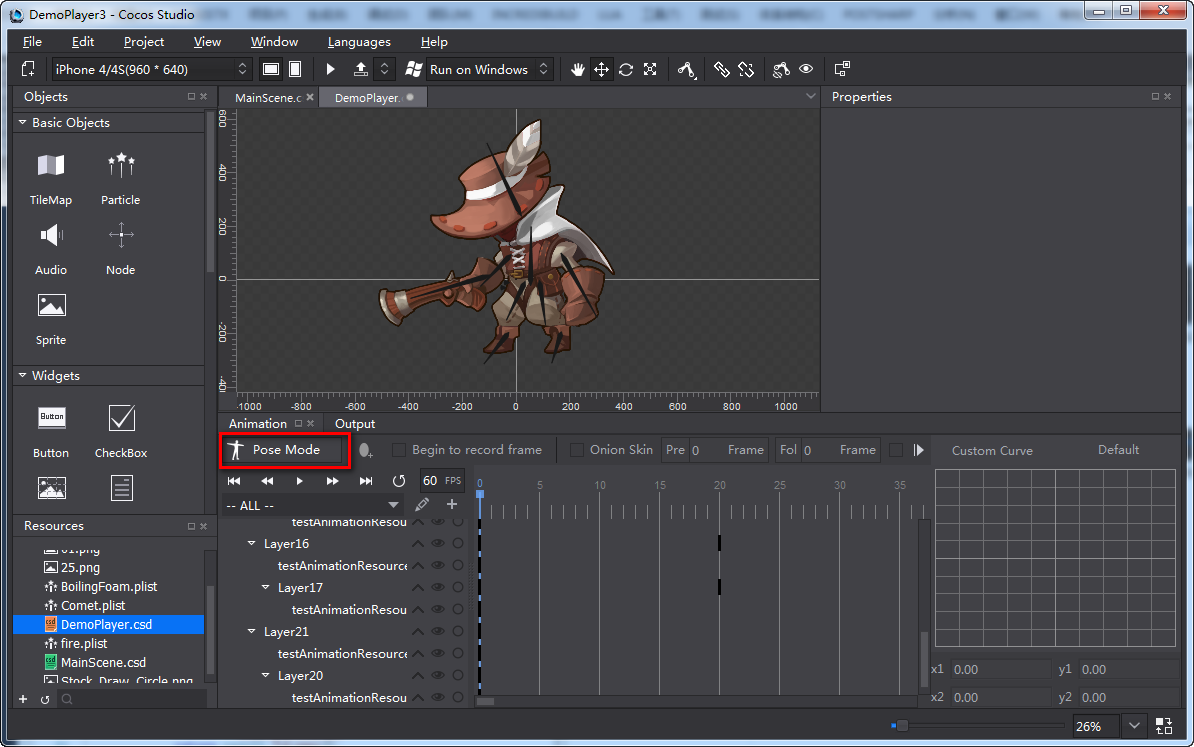 DemoPlayer3 - Cocos Studio
File Edit Project View Window Languages Help
iPhone 4/4S(960 * 640) Run on Windows
Objects
Basic Objects
TileMap Particle
Audio Node
Sprite
Widgets
Button
Button CheckBox
Resources
25.png
BoilingFoam.plist
Comet.plist
csd DemoPlayer.csd
fire.plist
csd MainScene.csd
Stock_Draw_Circle.png
MainScene.c DemoPlayer.
600
400
200
0
-200
-40
-1000 -800 -600 -400 -200 0 200 400 600 800 1000
Properties
Animation Output
Pose Mode Begin to record frame Onion Skin Pre 0 Frame Fol 0 Frame
60 FPS
-- ALL --
0 5 10 15 20 25 30 35
testAnimationResou
Layer16
testAnimationResource
Layer17
testAnimationResou
Layer21
testAnimationResource
Layer20
testAnimationResou
Custom Curve Default
x1 0.00 y1 0.00
x2 0.00 y2 0.00
26%